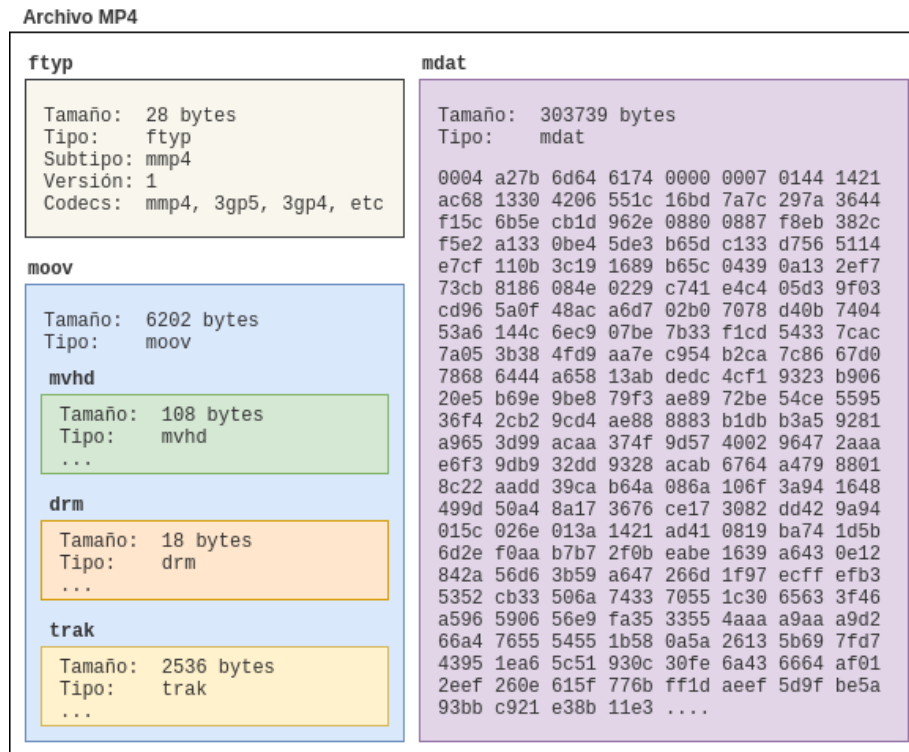 Archivo MP4
ftyp
Tamaño: 28 bytes
Tipo: ftyp
Subtipo: mmp4
Versión: 1
Codecs: mmp4, 3gp5, 3gp4, etc
moov
Tamaño: 6202 bytes
Tipo: moov
mvhd
Tamaño: 108 bytes
Tipo: mvhd
...
drm
Tamaño: 18 bytes
Tipo: drm
...
trak
Tamaño: 2536 bytes
Tipo: trak
...
mdat
Tamaño: 303739 bytes
Tipo: mdat
0004 a27b 6d64 6174 0000 0007 0144 1421
ac68 1330 4206 551c 16bd 7a7c 297a 3644
f15c 6b5e cb1d 962e 0880 0887 f8eb 382c
f5e2 a133 0be4 5de3 b65d c133 d756 5114
e7cf 110b 3c19 1689 b65c 0439 0a13 2ef7
73cb 8186 084e 0229 c741 e4c4 05d3 9f03
cd96 5a0f 48ac a6d7 02b0 7078 d40b 7404
53a6 144c 6ec9 07be 7b33 f1cd 5433 7cac
7a05 3b38 4fd9 aa7e c954 b2ca 7c86 67d0
7868 6444 a658 13ab dedc 4cf1 9323 b906
20e5 b69e 9be8 79f3 ae89 72be 54ce 5595
36f4 2cb2 9cd4 ae88 8883 b1db b3a5 9281
a965 3d99 acaa 374f 9d57 4002 9647 2aaa
e6f3 9db9 32dd 9328 acab 6764 a479 8801
8c22 aadd 39ca b64a 086a 106f 3a94 1648
499d 50a4 8a17 3676 ce17 3082 dd42 9a94
015c 026e 013a 1421 ad41 0819 ba74 1d5b
6d2e f0aa b7b7 2f0b eabe 1639 a643 0e12
842a 56d6 3b59 a647 266d 1f97 ecff efb3
5352 cb33 506a 7433 7055 1c30 6563 3f46
a596 5906 56e9 fa35 3355 4aaa a9aa a9d2
66a4 7655 5455 1b58 0a5a 2613 5b69 7fd7
4395 1ea6 5c51 930c 30fe 6a43 6664 af01
2eef 260e 615f 776b ff1d aeef 5d9f be5a
93bb c921 e38b 11e3 ....